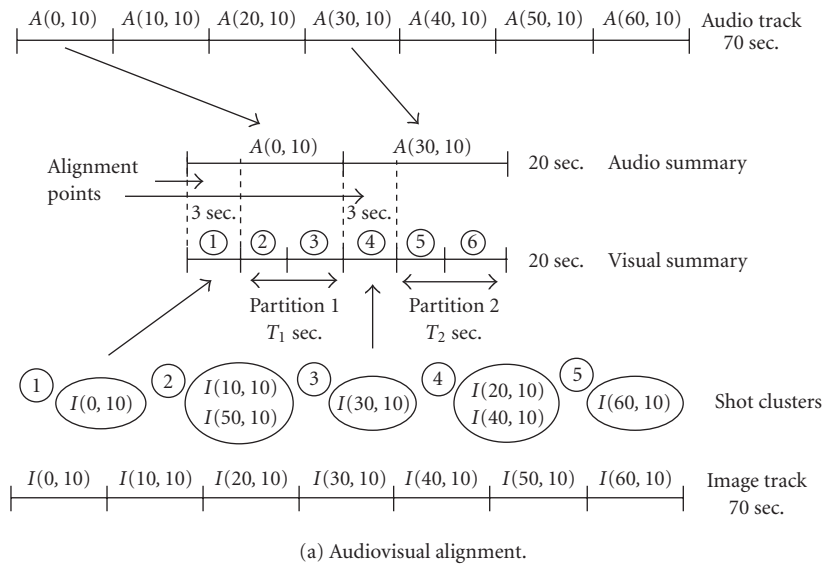 A(0, 10) A(10, 10) A(20, 10) A(30, 10) A(40, 10) A(50, 10) A(60, 10) Audio track
70 sec.
A(0, 10) A(30, 10)
20 sec. Audio summary
Alignment
points
3 sec. 3 sec.
1 2 3 4 5 6
20 sec. Visual summary
Partition 1 Partition 2
T1 sec. T2 sec.
1 2 3 4 5
I(0, 10) I(10, 10) I(30, 10) I(20, 10) I(60, 10) Shot clusters
I(50, 10) I(40, 10)
I(0, 10) I(10, 10) I(20, 10) I(30, 10) I(40, 10) I(50, 10) I(60, 10) Image track
70 sec.
(a) Audiovisual alignment.